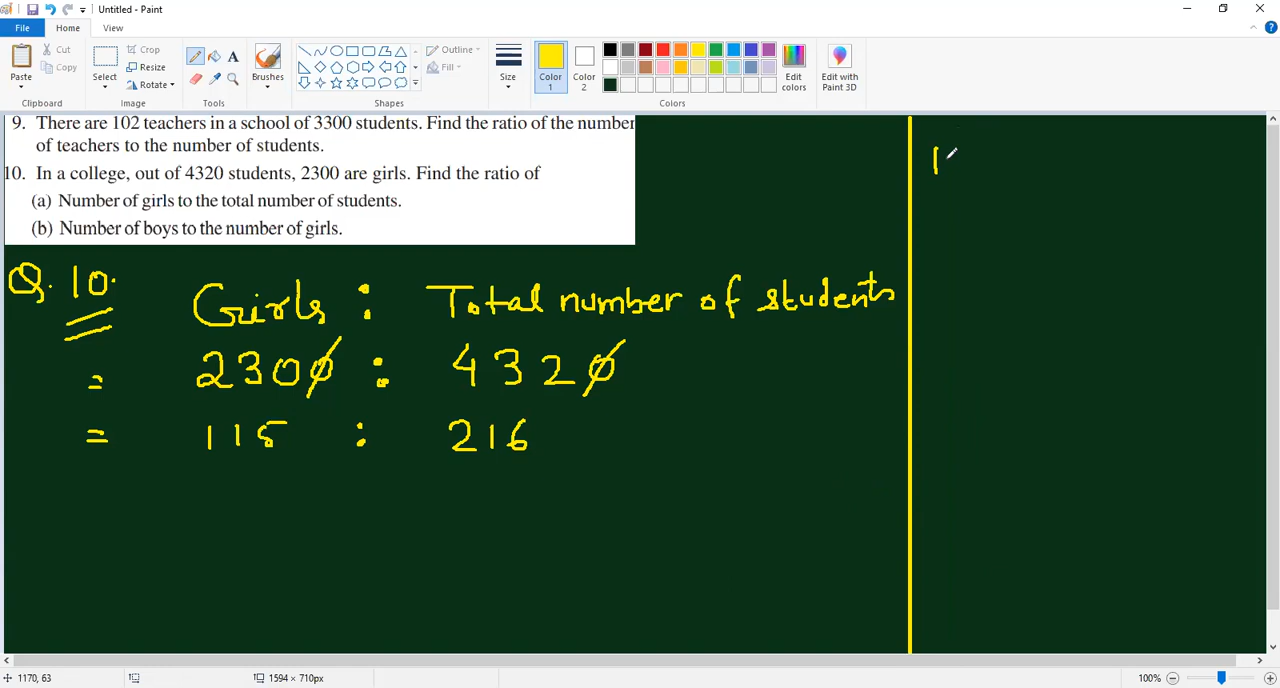 Untitled - Paint
File Home View
Paste Cut Copy Select Crop Resize Rotate Brushes Outline Fill Size Color 1 Color 2 Edit colors Edit with Paint 3D
Clipboard Image Tools Shapes Colors
9. There are 102 teachers in a school of 3300 students. Find the ratio of the number
of teachers to the number of students.
10. In a college, out of 4320 students, 2300 are girls. Find the ratio of
(a) Number of girls to the total number of students.
(b) Number of boys to the number of girls.
Q. 10. Girls : Total number of students
= 2300 : 4320
= 115 : 216
1
1170, 63 1594 × 710px 100%